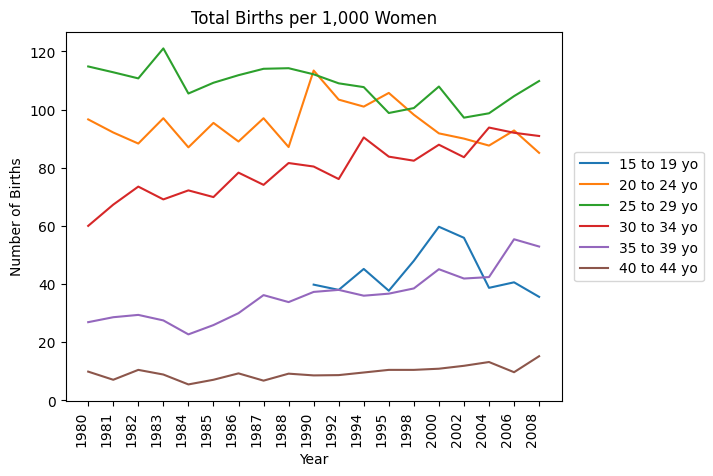 Total Births per 1,000 Women
Number of Births
120
100
80
60
40
20
0
1980
1981
1982
1983
1984
1985
1986
1987
1988
1990
1992
1994
1995
1998
2000
2002
2004
2006
2008
Year
15 to 19 yo
20 to 24 yo
25 to 29 yo
30 to 34 yo
35 to 39 yo
40 to 44 yo